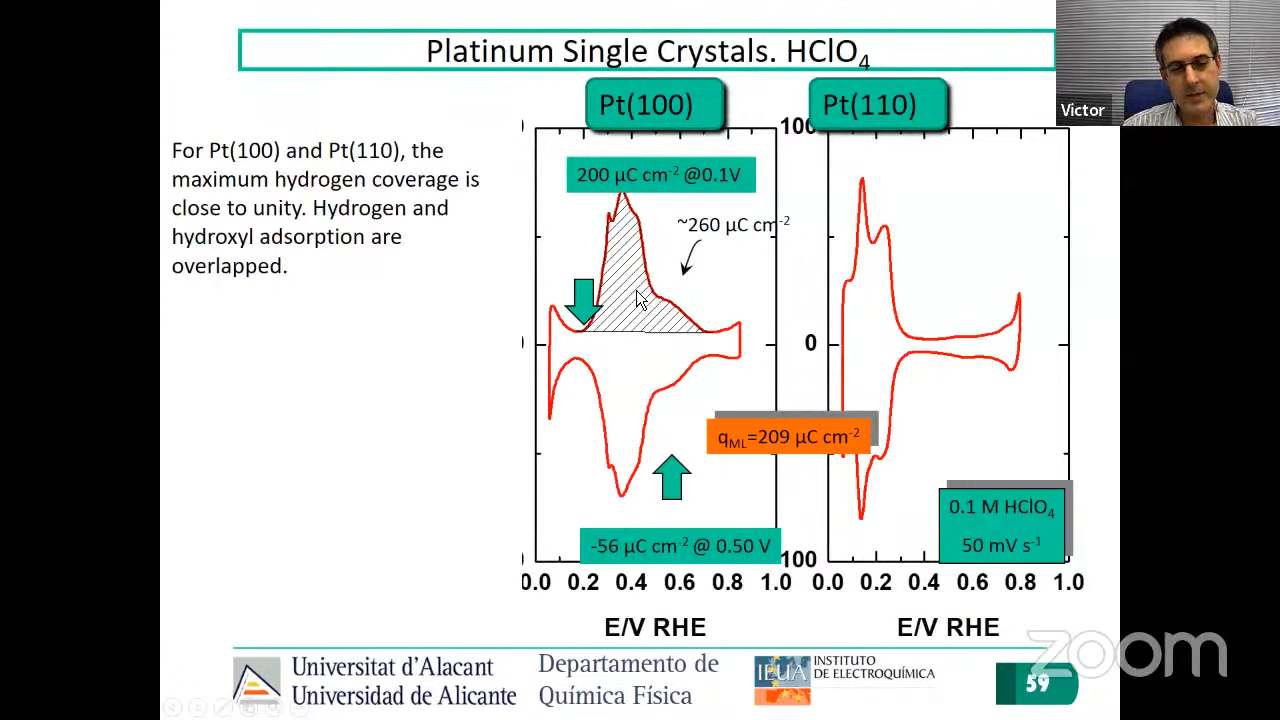 Platinum Single Crystals. HClO4
Victor
Pt(100)
Pt(110)
For Pt(100) and Pt(110), the
maximum hydrogen coverage is
close to unity. Hydrogen and
hydroxyl adsorption are
overlapped.
200 µC cm-2 @0.1V
~260 µC cm-2
100
0
qML=209 µC cm-2
0.1 M HClO4
50 mV s-1
-56 µC cm-2 @ 0.50 V
100
0.0 0.2 0.4 0.6 0.8 1.0
0.0 0.2 0.4 0.6 0.8 1.0
E/V RHE
E/V RHE
zoom
Universitat d'Alacant
Universidad de Alicante
Departamento de
Química Física
IEUA
INSTITUTO
DE ELECTROQUÍMICA
59